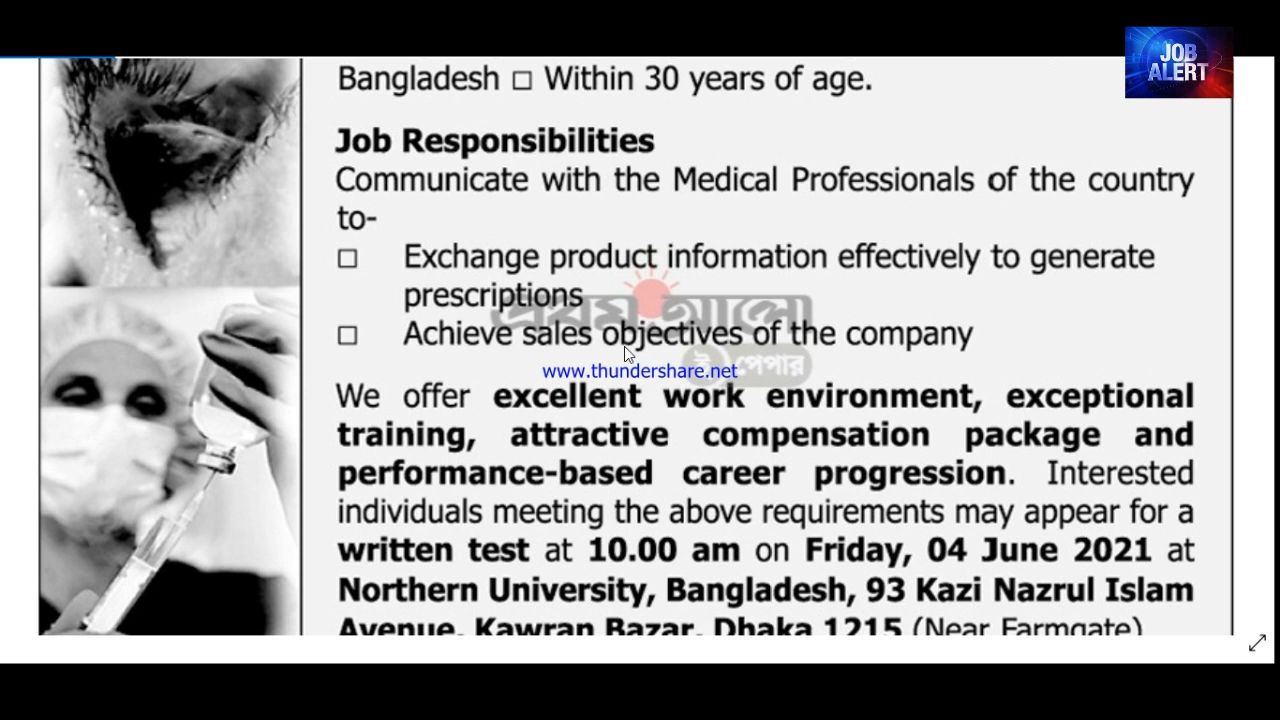 JOB
ALERT
Bangladesh □ Within 30 years of age.
Job Responsibilities
Communicate with the Medical Professionals of the country
to-
□ Exchange product information effectively to generate
prescriptions
□ Achieve sales objectives of the company
প্রথম আলো
ই পেপার
www.thundershare.net
We offer excellent work environment, exceptional
training, attractive compensation package and
performance-based career progression. Interested
individuals meeting the above requirements may appear for a
written test at 10.00 am on Friday, 04 June 2021 at
Northern University, Bangladesh, 93 Kazi Nazrul Islam
Avenue, Kawran Bazar, Dhaka 1215 (Near Farmgate)